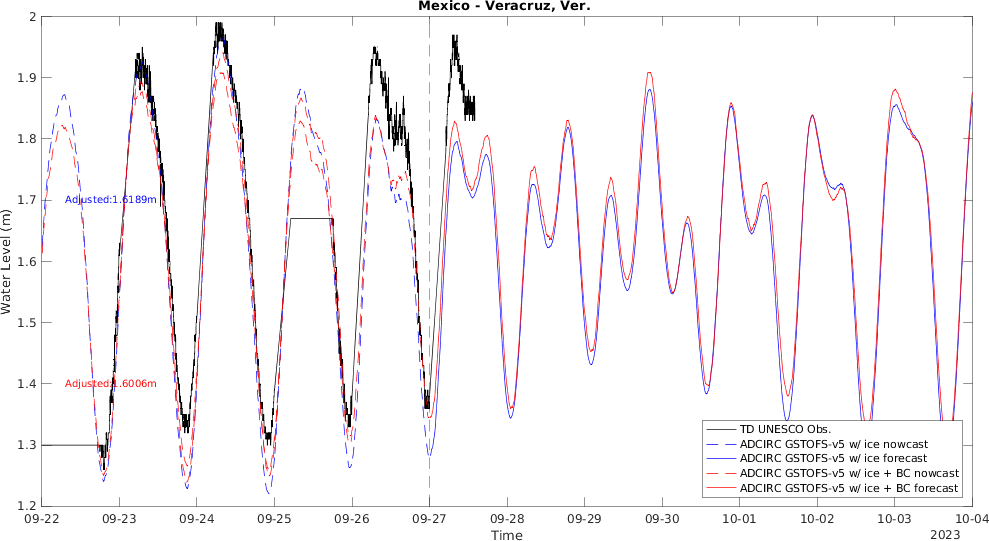 Mexico - Veracruz, Ver.
2
1.9
1.8
1.7
1.6
1.5
1.4
1.3
1.2
Water Level (m)
Adjusted:1.6189m
Adjusted:1.6006m
TD UNESCO Obs.
ADCIRC GSTOFS-v5 w/ ice nowcast
ADCIRC GSTOFS-v5 w/ ice forecast
ADCIRC GSTOFS-v5 w/ ice + BC nowcast
ADCIRC GSTOFS-v5 w/ ice + BC forecast
09-22 09-23 09-24 09-25 09-26 09-27 09-28 09-29 09-30 10-01 10-02 10-03 10-04
Time
2023